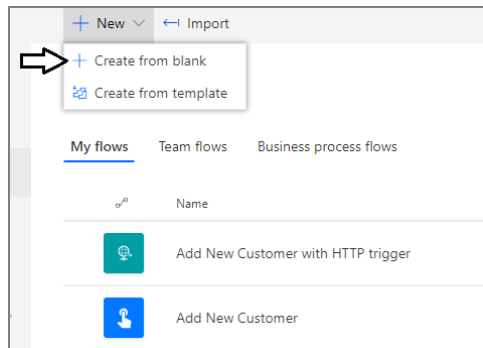 New Import
Create from blank
Create from template
My flows Team flows Business process flows
Name
Add New Customer with HTTP trigger
Add New Customer